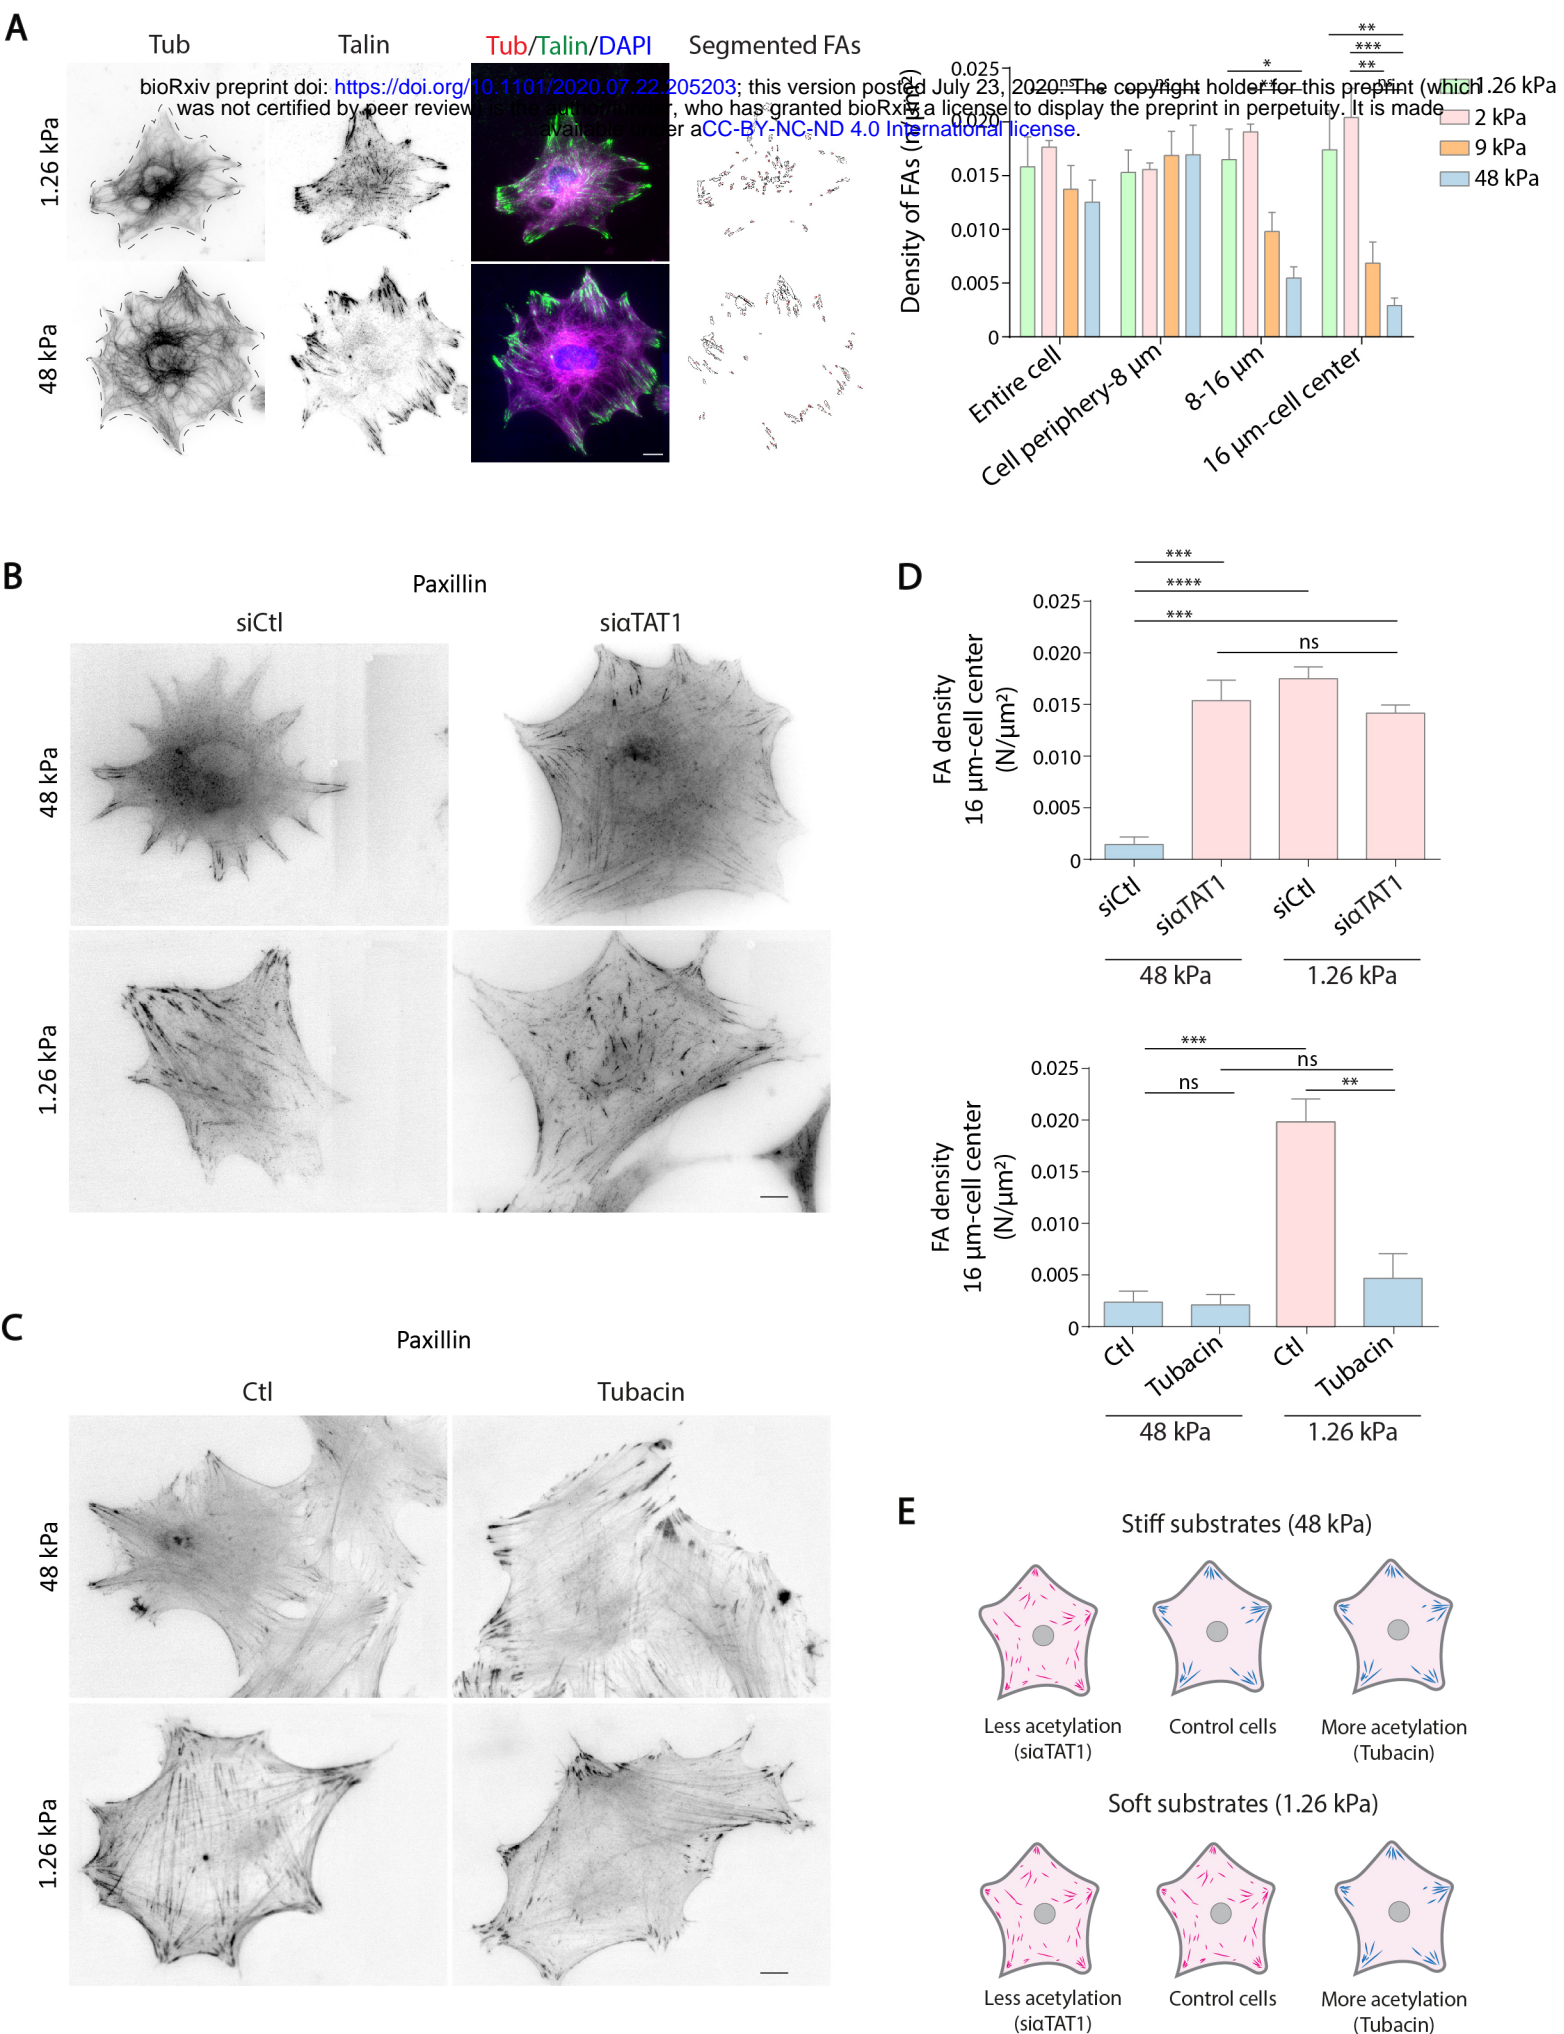 A
Tub
Talin
Tub/Talin/DAPI
Segmented FAs
1.26 kPa
48 kPa
bioRxiv preprint doi: https://doi.org/10.1101/2020.07.22.205203; this version posted July 23, 2020. The copyright holder for this preprint (which
was not certified by peer review) is the author/funder, who has granted bioRxiv a license to display the preprint in perpetuity. It is made
available under aCC-BY-NC-ND 4.0 International license.
Density of FAs (n/µm²)
0.025
0.020
0.015
0.010
0.005
0
ns
ns
*
**
**
***
**
ns
1.26 kPa
2 kPa
9 kPa
48 kPa
Entire cell
Cell periphery-8 µm
8-16 µm
16 µm-cell center
B
Paxillin
siCtl
siαTAT1
48 kPa
1.26 kPa
C
Paxillin
Ctl
Tubacin
48 kPa
1.26 kPa
D
***
****
***
ns
FA density
16 µm-cell center
(N/µm²)
0.025
0.020
0.015
0.010
0.005
0
siCtl
siαTAT1
siCtl
siαTAT1
48 kPa
1.26 kPa
***
ns
ns
**
FA density
16 µm-cell center
(N/µm²)
0.025
0.020
0.015
0.010
0.005
0
Ctl
Tubacin
Ctl
Tubacin
48 kPa
1.26 kPa
E
Stiff substrates (48 kPa)
Less acetylation
(siαTAT1)
Control cells
More acetylation
(Tubacin)
Soft substrates (1.26 kPa)
Less acetylation
(siαTAT1)
Control cells
More acetylation
(Tubacin)